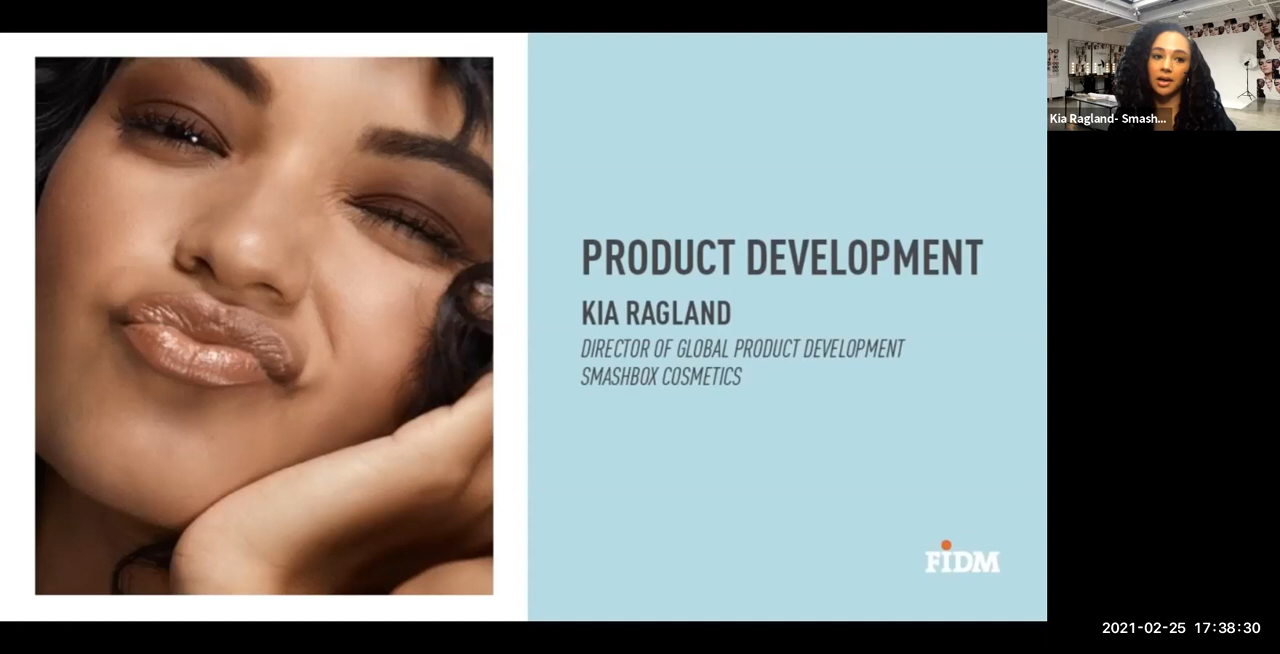 Kia Ragland- Smash...
PRODUCT DEVELOPMENT
KIA RAGLAND
DIRECTOR OF GLOBAL PRODUCT DEVELOPMENT
SMASHBOX COSMETICS
FIDM
2021-02-25 17:38:30